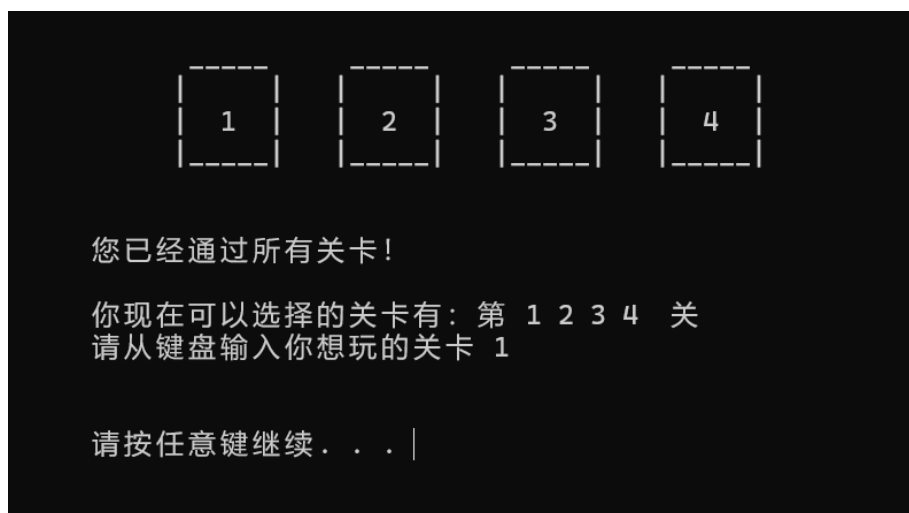 1 2 3 4
您已经通过所有关卡!
你现在可以选择的关卡有: 第 1 2 3 4 关
请从键盘输入你想玩的关卡 1
请按任意键继续. . .